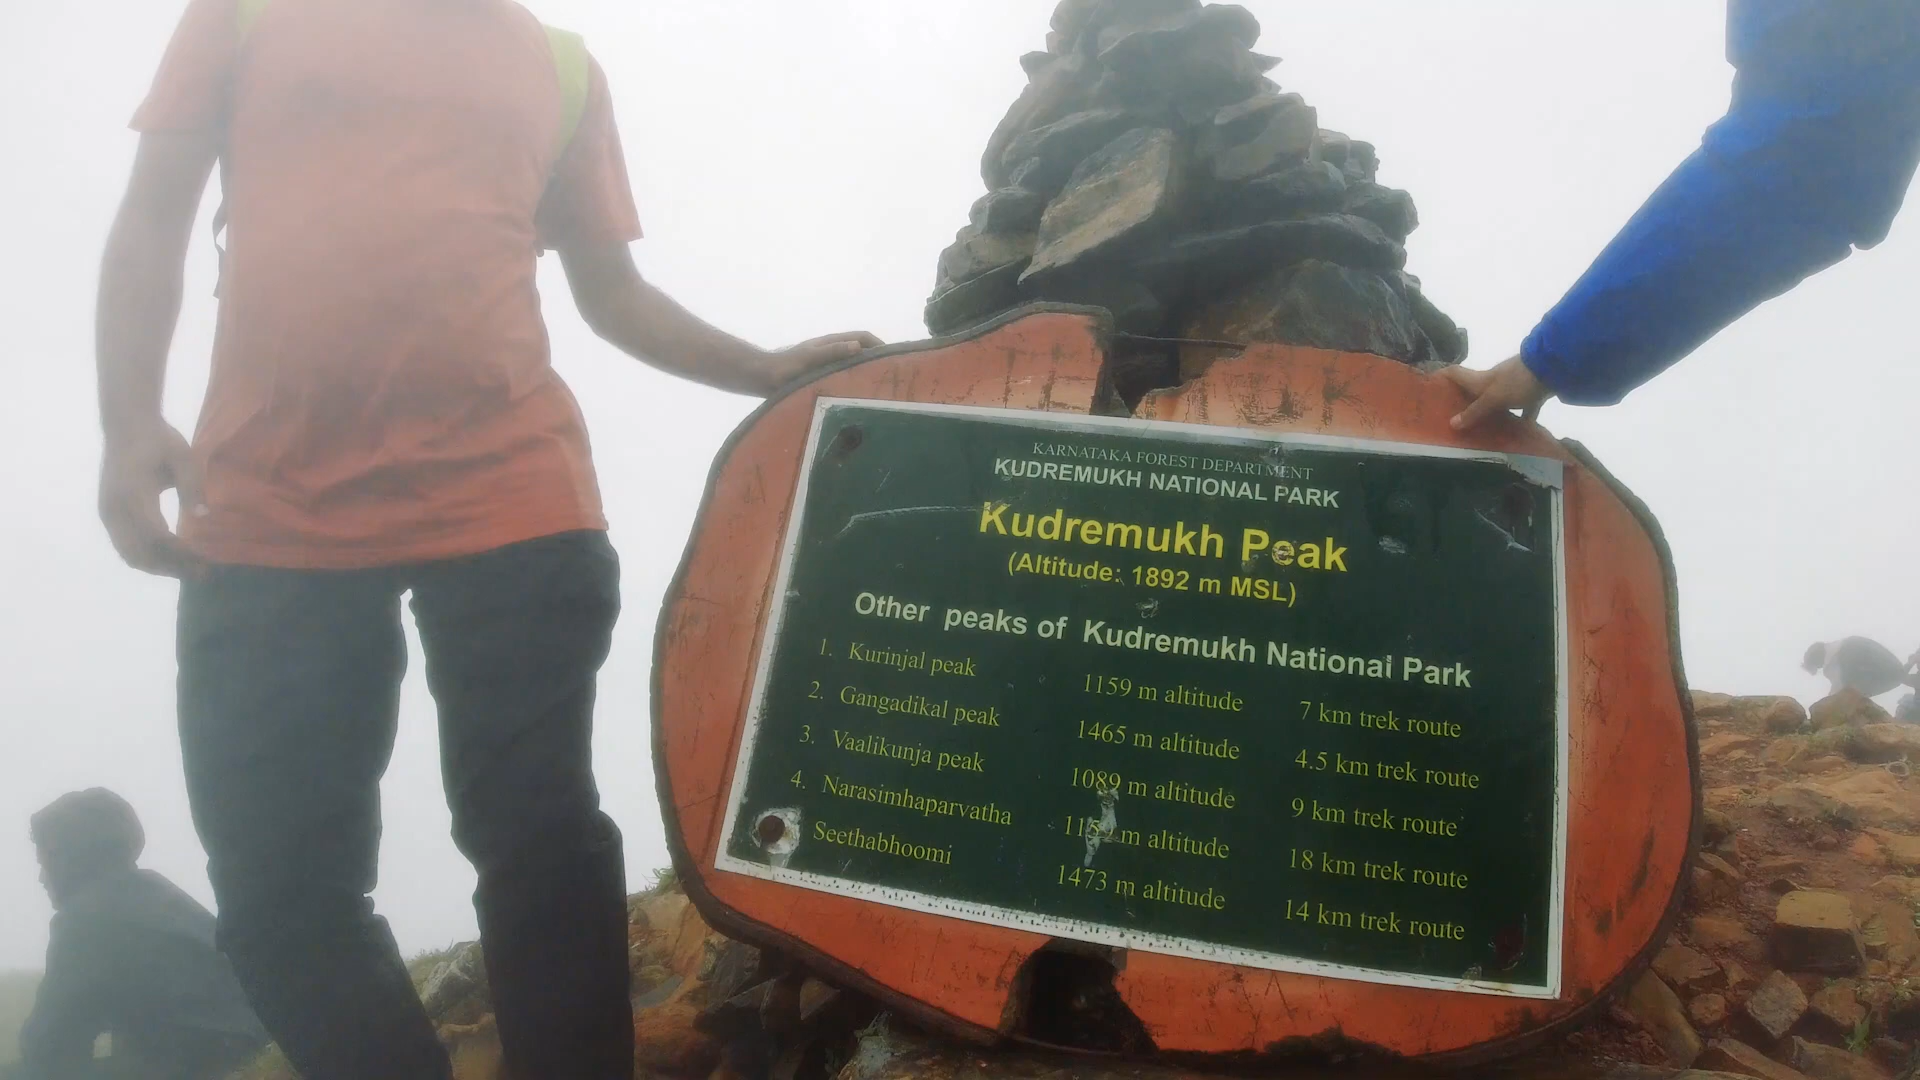 KARNATAKA FOREST DEPARTMENT
KUDREMUKH NATIONAL PARK
Kudremukh Peak
(Altitude: 1892 m MSL)
Other peaks of Kudremukh National Park
1. Kurinjal peak 1159 m altitude 7 km trek route
2. Gangadikal peak 1465 m altitude 4.5 km trek route
3. Vaalikunja peak 1089 m altitude 9 km trek route
4. Narasimhaparvatha m altitude 18 km trek route
Seethabhoomi 1473 m altitude 14 km trek route